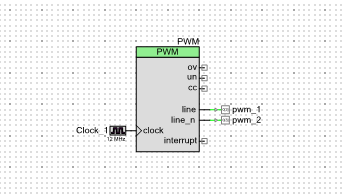 PWM
PWM
ov
un
cc
line
pwm_1
line_n
pwm_2
Clock_1
clock
12 MHz
interrupt